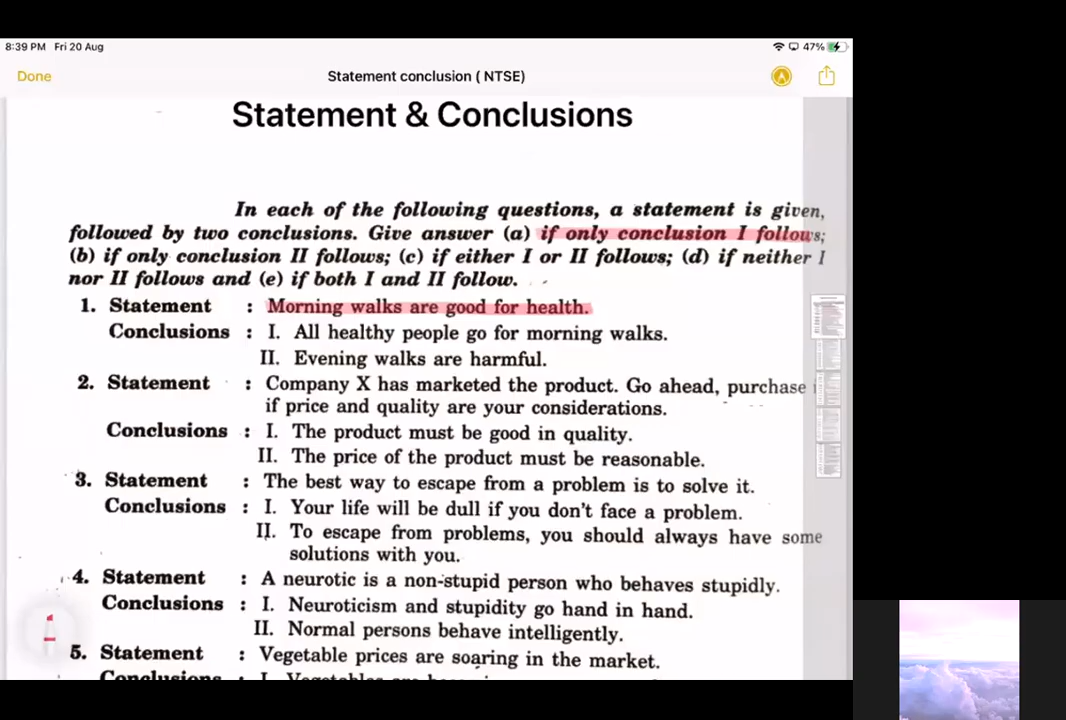 8:39 PM Fri 20 Aug
47%
Done
Statement conclusion ( NTSE)
Statement & Conclusions
In each of the following questions, a statement is given,
followed by two conclusions. Give answer (a) if only conclusion I follows;
(b) if only conclusion II follows; (c) if either I or II follows; (d) if neither I
nor II follows and (e) if both I and II follow.
1. Statement : Morning walks are good for health.
Conclusions : I. All healthy people go for morning walks.
II. Evening walks are harmful.
2. Statement : Company X has marketed the product. Go ahead, purchase
if price and quality are your considerations.
Conclusions : I. The product must be good in quality.
II. The price of the product must be reasonable.
3. Statement : The best way to escape from a problem is to solve it.
Conclusions : I. Your life will be dull if you don't face a problem.
II. To escape from problems, you should always have some
solutions with you.
4. Statement : A neurotic is a non-stupid person who behaves stupidly.
Conclusions : I. Neuroticism and stupidity go hand in hand.
II. Normal persons behave intelligently.
5. Statement : Vegetable prices are soaring in the market.
Conclusions : I. Vegetables are